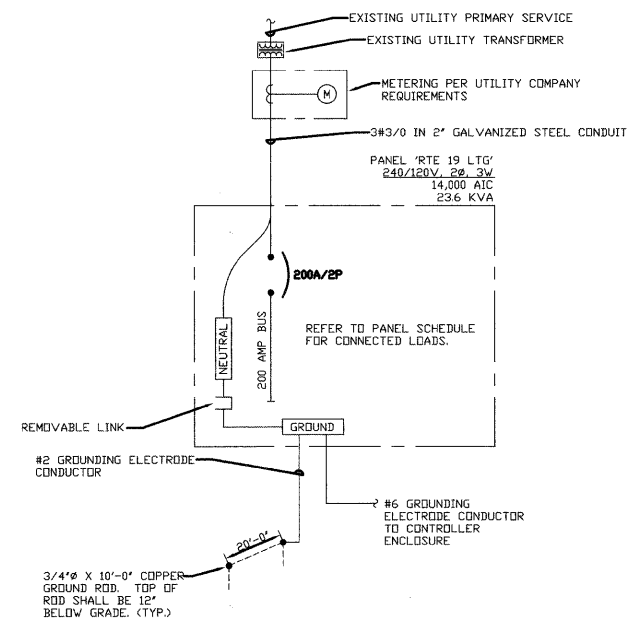 EXISTING UTILITY PRIMARY SERVICE
EXISTING UTILITY TRANSFORMER
METERING PER UTILITY COMPANY
REQUIREMENTS
M
3#3/0 IN 2" GALVANIZED STEEL CONDUIT
PANEL 'RTE 19 LTG'
240/120V, 2Ø, 3W
14,000 AIC
23.6 KVA
200A/2P
NEUTRAL
200 AMP BUS
REFER TO PANEL SCHEDULE
FOR CONNECTED LOADS.
REMOVABLE LINK
GROUND
#2 GROUNDING ELECTRODE
CONDUCTOR
#6 GROUNDING
ELECTRODE CONDUCTOR
TO CONTROLLER
ENCLOSURE
20'-0"
3/4"Ø X 10'-0" COPPER
GROUND ROD. TOP OF
ROD SHALL BE 12"
BELOW GRADE. (TYP.)